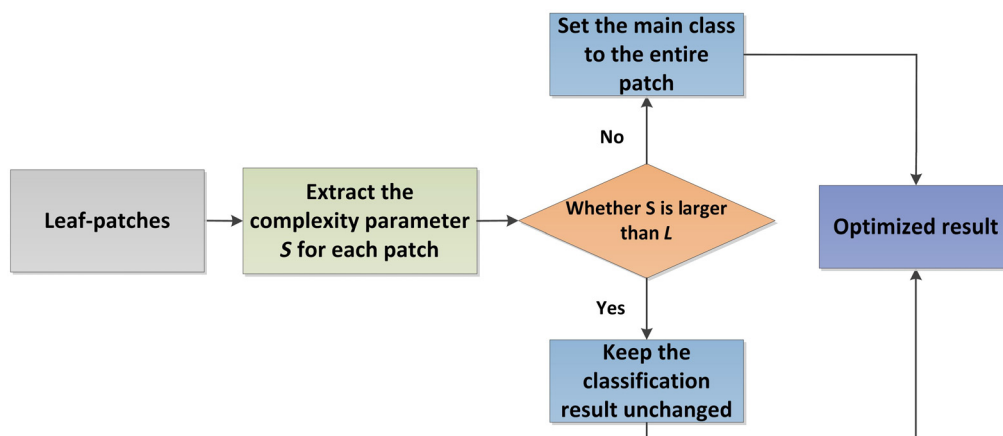 Set the main class
to the entire
patch
No
Leaf-patches
Extract the
complexity parameter
S for each patch
Whether S is larger
than L
Optimized result
Yes
Keep the
classification
result unchanged